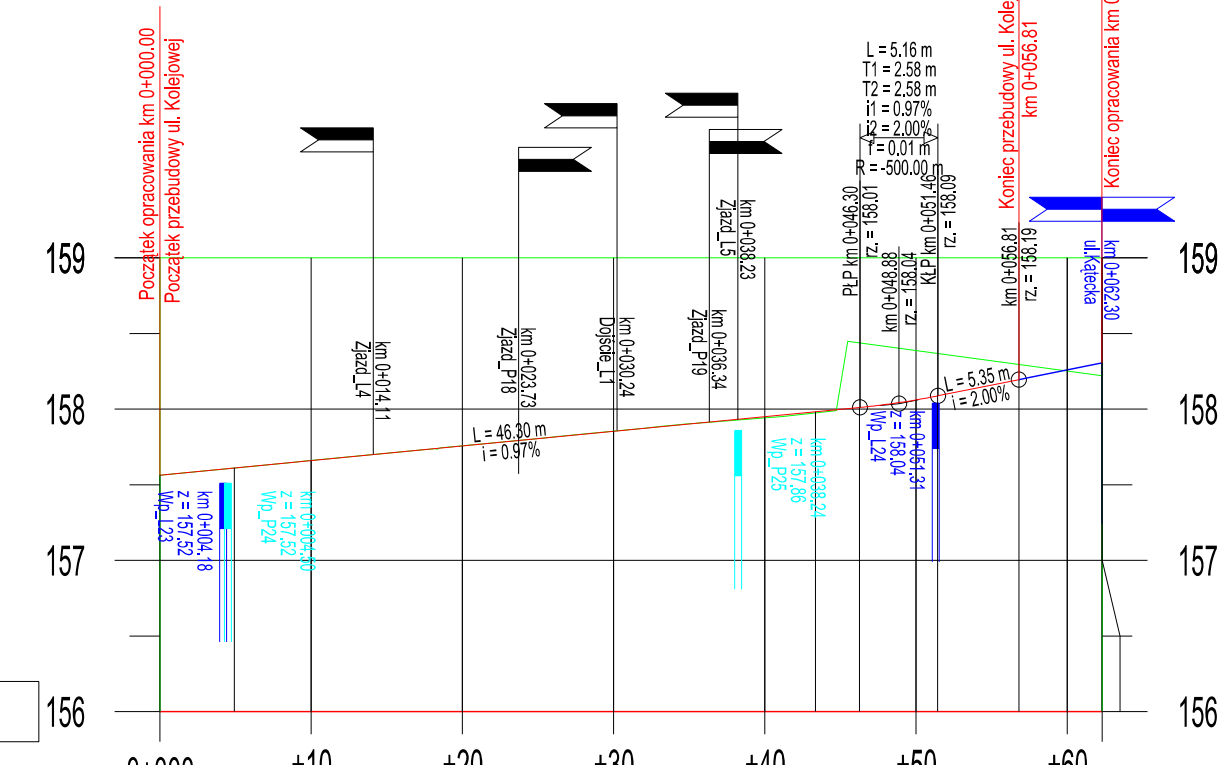 Początek opracowania km 0+000.00
Początek przebudowy ul. Kolejowej
L = 5.16 m
T1 = 2.58 m
T2 = 2.58 m
i1 = 0.97%
i2 = 2.00%
f = 0.01 m
R = -500.00 m
Koniec przebudowy ul. Kole
km 0+056.81
Koniec opracowania km 0
km 0+014.11
Zjazd_L4
km 0+023.73
Zjazd_P18
km 0+030.24
Dojście_L1
km 0+036.34
Zjazd_P19
km 0+038.23
Zjazd_L5
PŁP km 0+046.30
rz. = 158.01
km 0+048.88
rz. = 158.04
KŁP km 0+051.46
rz. = 158.09
km 0+056.81
rz. = 158.19
km 0+062.30
ul.Kątecka
L = 46.30 m
i = 0.97%
L = 5.35 m
i = 2.00%
km 0+004.18
z = 157.52
Wp_L23
z = 157.52
Wp_P24
km 0+038.24
z = 157.86
Wp_P25
km 0+051.31
z = 158.04
Wp_L24
159
158
157
156
159
158
157
156
0+000
+10
+20
+30
+40
+50
+60